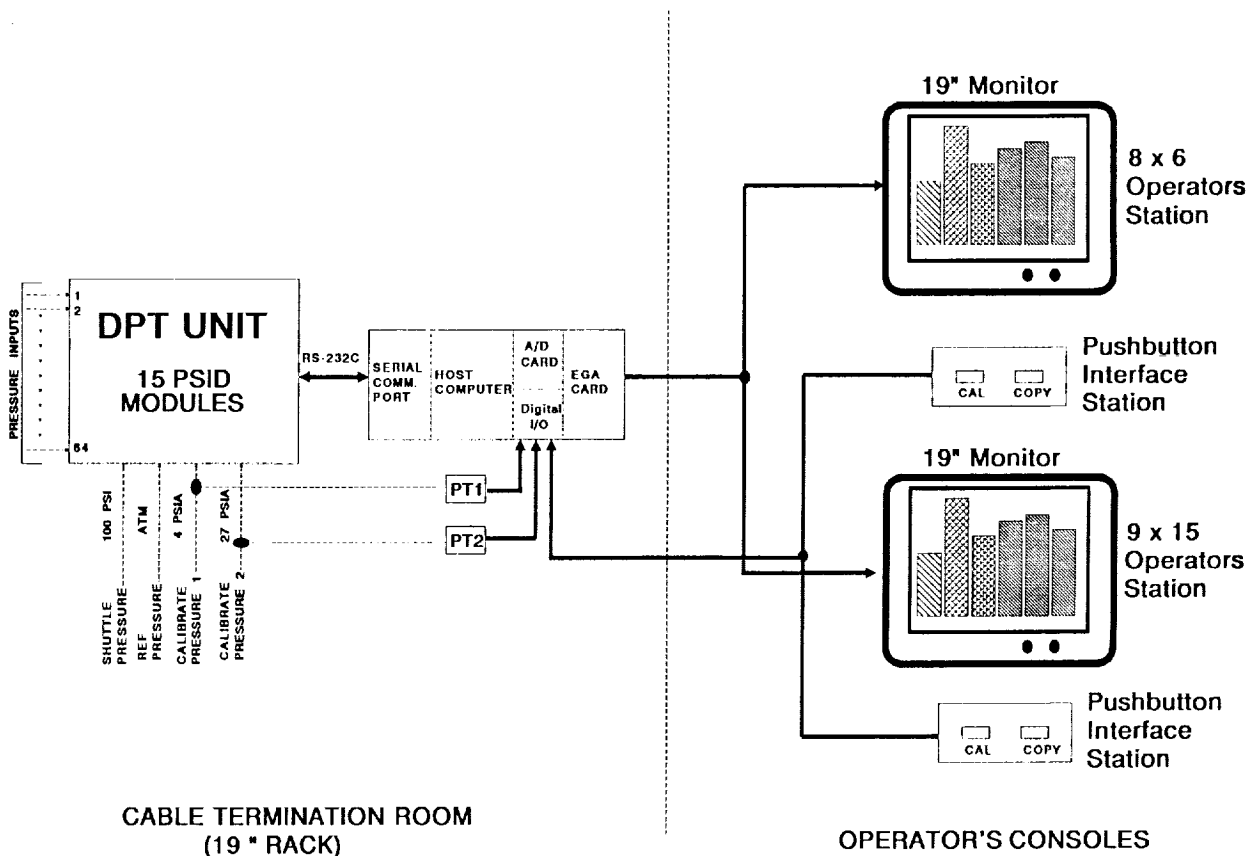 19" Monitor
8 x 6
Operators
Station
PRESSURE INPUTS
1
2
64
DPT UNIT
15 PSID
MODULES
RS-232C
SERIAL
COMM.
PORT
HOST
COMPUTER
A/D
CARD
Digital
I/O
EGA
CARD
Pushbutton
Interface
Station
CAL COPY
19" Monitor
9 x 15
Operators
Station
PT1
PT2
100 PSI
ATM
4 PSIA
27 PSIA
SHUTTLE
PRESSURE
REF
PRESSURE
CALIBRATE
PRESSURE 1
CALIBRATE
PRESSURE 2
Pushbutton
Interface
Station
CAL COPY
CABLE TERMINATION ROOM
(19 " RACK)
OPERATOR'S CONSOLES